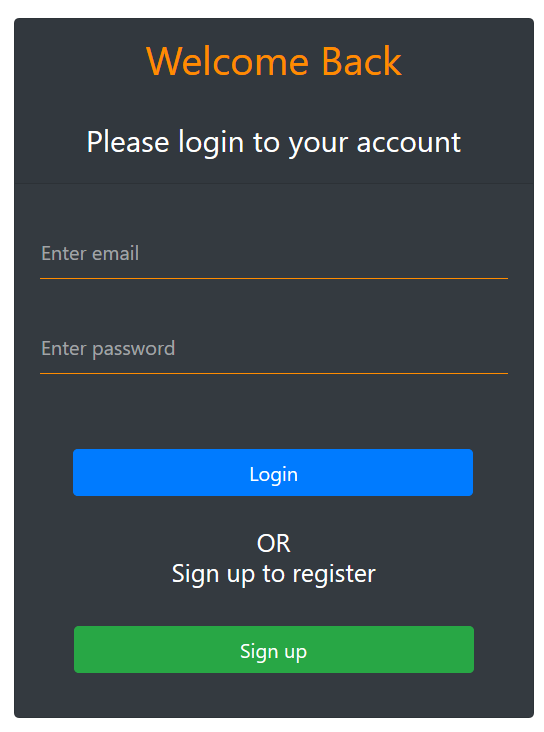 Welcome Back
Please login to your account
Enter email
Enter password
Login
OR
Sign up to register
Sign up